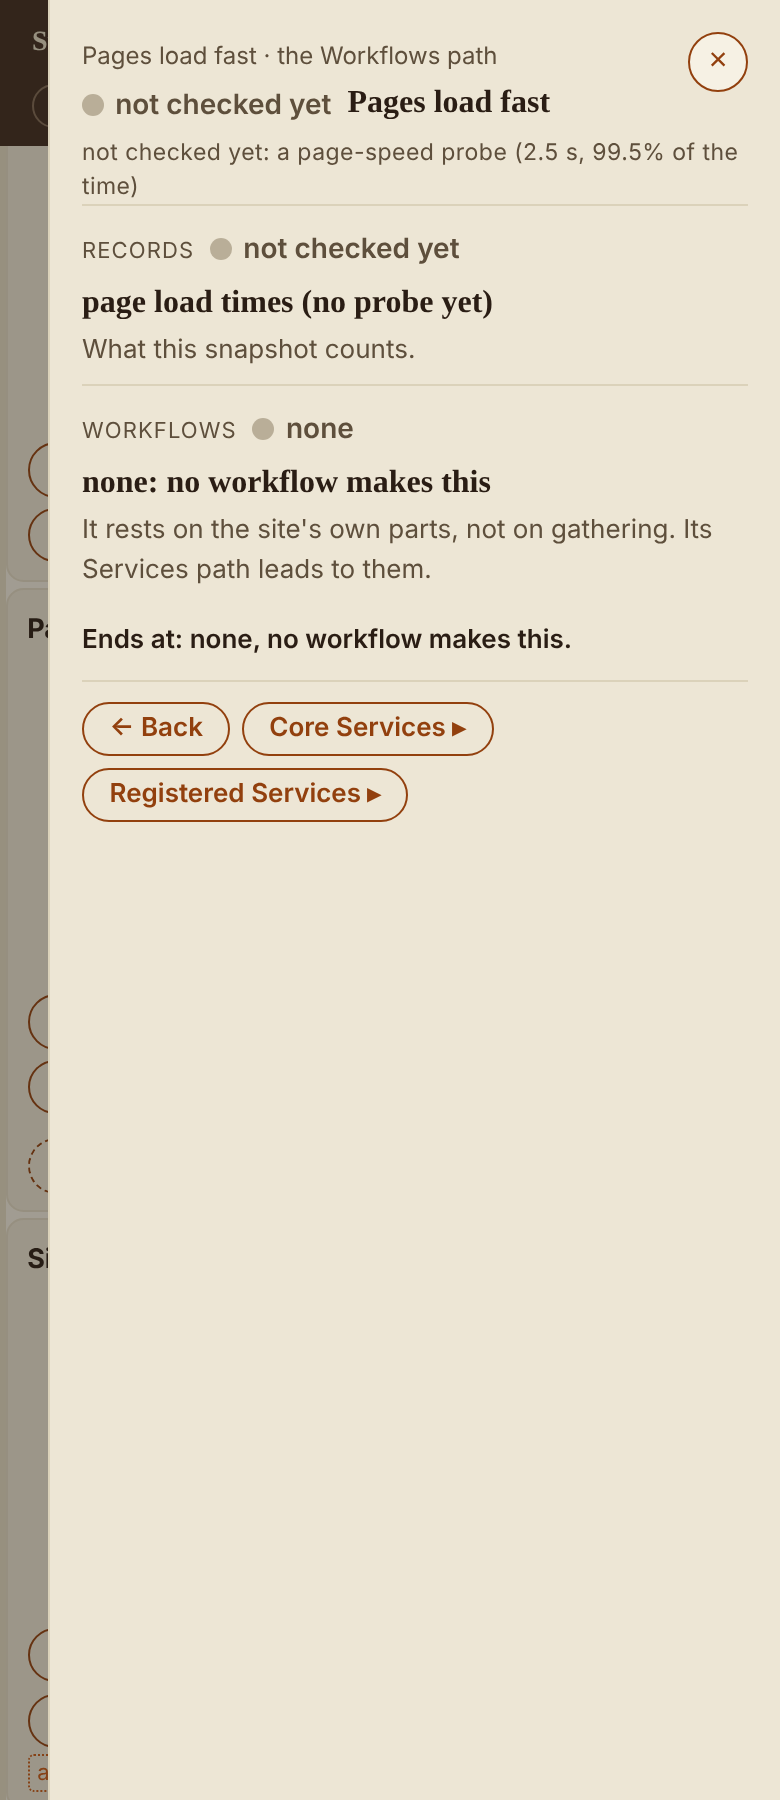 Pages load fast · the Workflows path
×
not checked yet Pages load fast
not checked yet: a page-speed probe (2.5 s, 99.5% of the
time)
RECORDS not checked yet
page load times (no probe yet)
What this snapshot counts.
WORKFLOWS none
none: no workflow makes this
It rests on the site's own parts, not on gathering. Its
Services path leads to them.
Ends at: none, no workflow makes this.
← Back Core Services ▸
Registered Services ▸